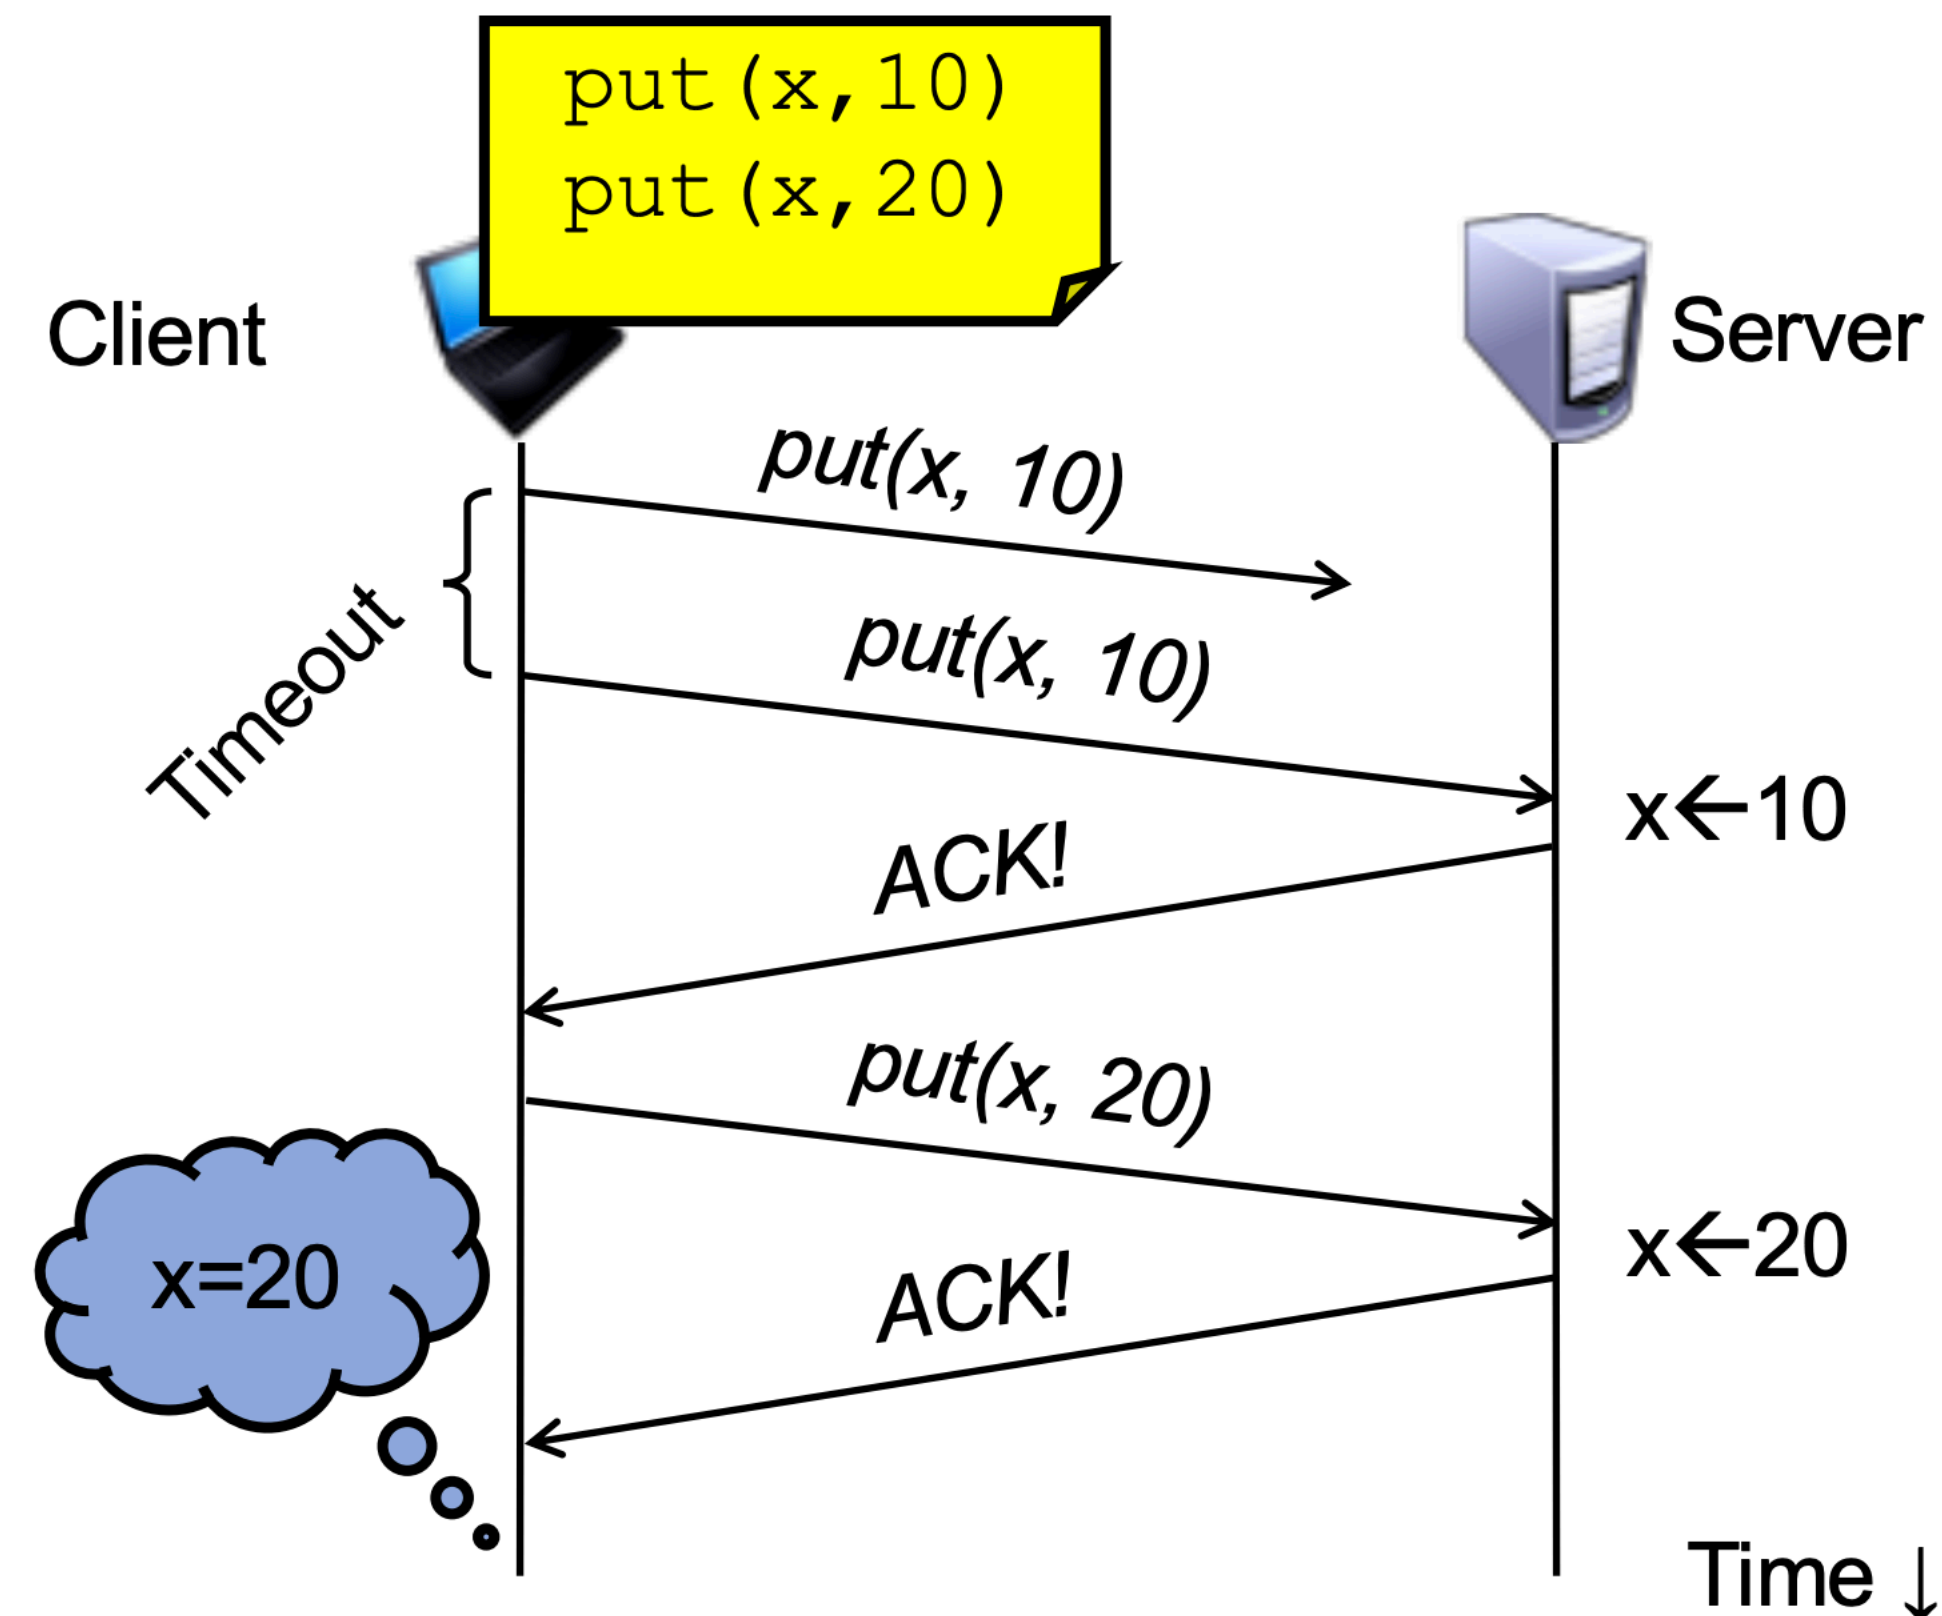 put(x,10)
put(x,20)
Client
Server
put(x, 10)
Timeout
put(x, 10)
x←10
ACK!
put(x, 20)
x←20
x=20
ACK!
Time ↓